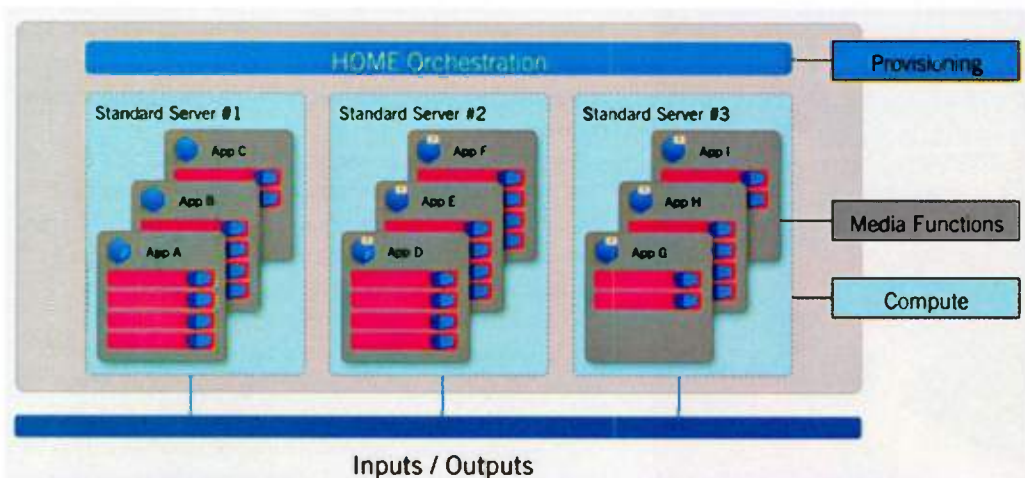 HOME Orchestration
Provisioning
Standard Server #1
Standard Server #2
Standard Server #3
App C
App F
App I
App B
App E
App H
Media Functions
App A
App D
App G
Compute
Inputs / Outputs